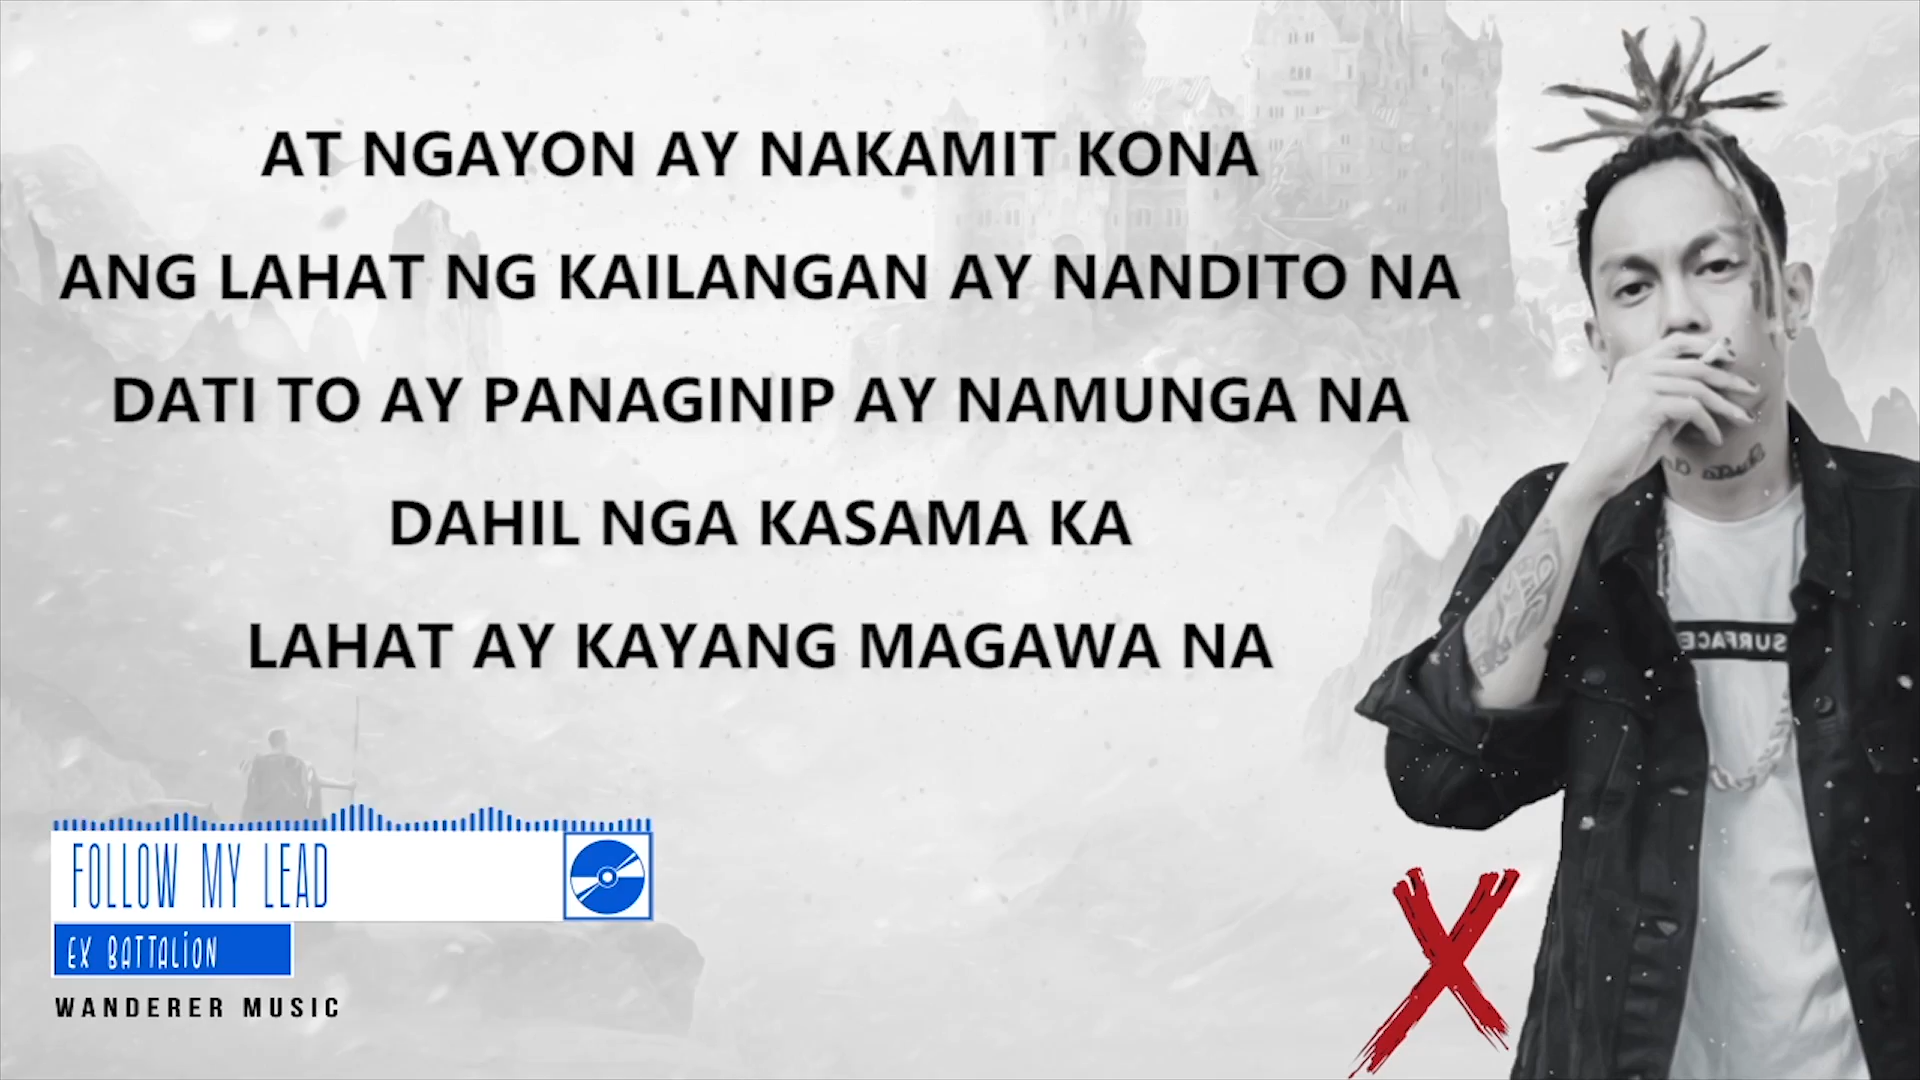 AT NGAYON AY NAKAMIT KONA
ANG LAHAT NG KAILANGAN AY NANDITO NA
DATI TO AY PANAGINIP AY NAMUNGA NA
DAHIL NGA KASAMA KA
LAHAT AY KAYANG MAGAWA NA
SURFACE
FOLLOW MY LEAD
EX BATTALION
WANDERER MUSIC
X